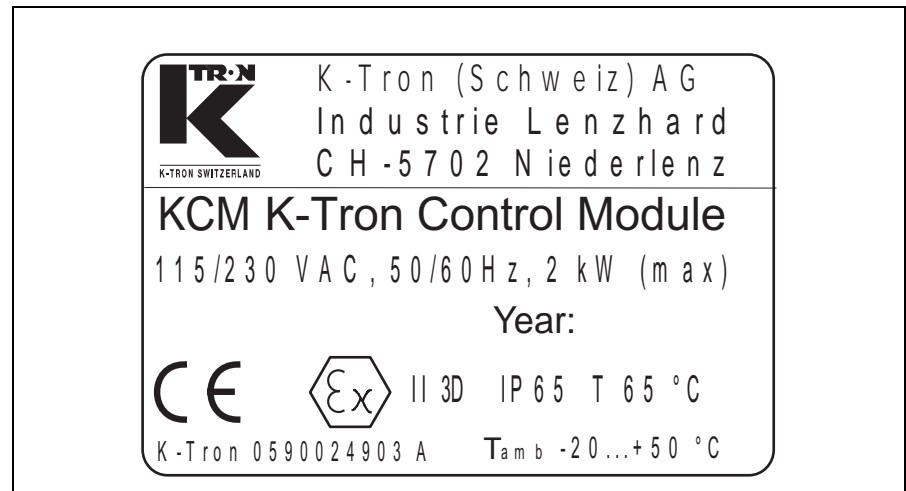 TR·N
K
K-TRON SWITZERLAND
K-Tron (Schweiz) AG
Industrie Lenzhard
CH-5702 Niederlenz
KCM K-Tron Control Module
115/230 VAC, 50/60Hz, 2 kW (max)
Year:
CE Ex II 3D IP65 T 65 °C
K-Tron 0590024903 A Tamb -20...+50 °C